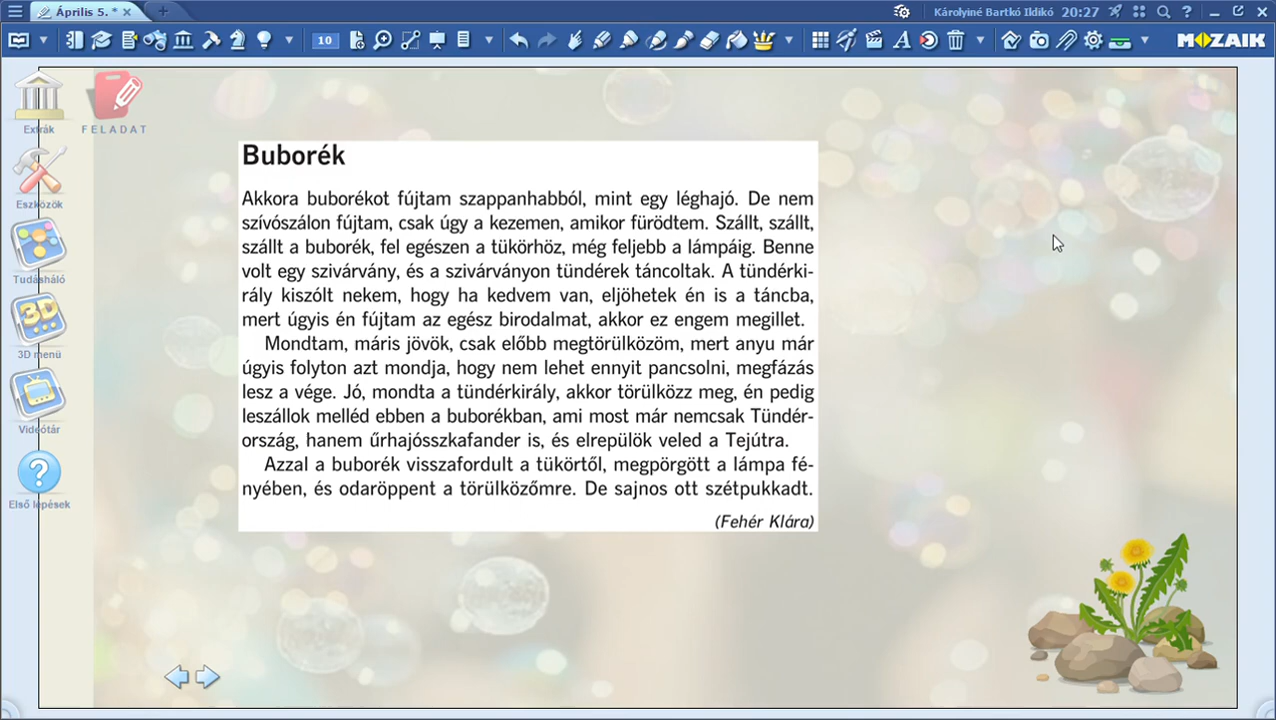 Április 5. *
Károlyiné Bartkó Ildikó 20:27
10
MOZAIK
Extrák
FELADAT
Eszközök
Tudásháló
3D
3D menü
Videótár
Első lépések
Buborék
Akkora buborékot fújtam szappanhabból, mint egy léghajó. De nem
szívószálon fújtam, csak úgy a kezemen, amikor fürödtem. Szállt, szállt,
szállt a buborék, fel egészen a tükörhöz, még feljebb a lámpáig. Benne
volt egy szivárvány, és a szivárványon tündérek táncoltak. A tündérki-
rály kiszólt nekem, hogy ha kedvem van, eljöhetek én is a táncba,
mert úgyis én fújtam az egész birodalmat, akkor ez engem megillet.
Mondtam, máris jövök, csak előbb megtörülközöm, mert anyu már
úgyis folyton azt mondja, hogy nem lehet ennyit pancsolni, megfázás
lesz a vége. Jó, mondta a tündérkirály, akkor törülközz meg, én pedig
leszállok melléd ebben a buborékban, ami most már nemcsak Tündér-
ország, hanem űrhajósszkafander is, és elrepülök veled a Tejútra.
Azzal a buborék visszafordult a tükörtől, megpörgött a lámpa fé-
nyében, és odaröppent a törülközőmre. De sajnos ott szétpukkadt.
(Fehér Klára)